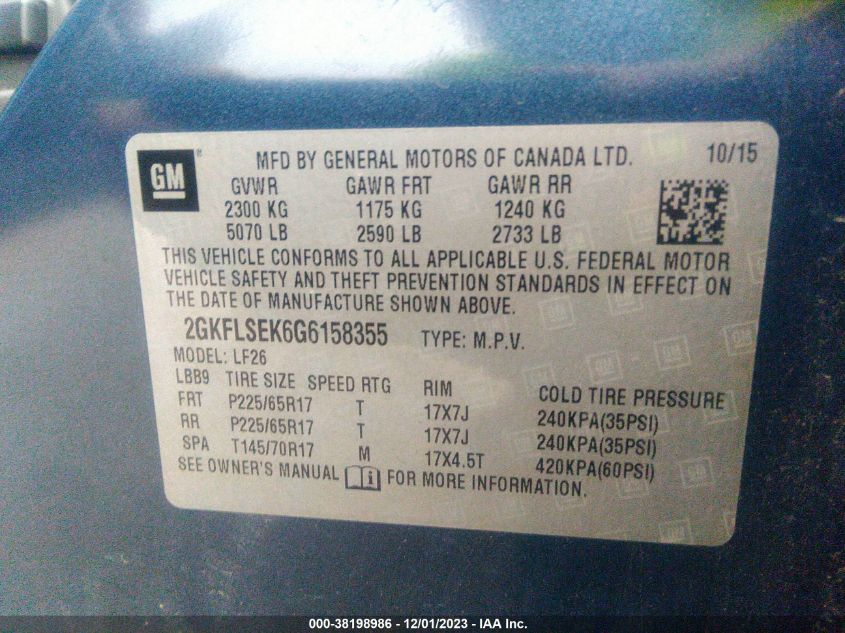 GM ® MFD BY GENERAL MOTORS OF CANADA LTD. 10/15
GVWR GAWR FRT GAWR RR
2300 KG 1175 KG 1240 KG
5070 LB 2590 LB 2733 LB
THIS VEHICLE CONFORMS TO ALL APPLICABLE U.S. FEDERAL MOTOR
VEHICLE SAFETY AND THEFT PREVENTION STANDARDS IN EFFECT ON
THE DATE OF MANUFACTURE SHOWN ABOVE.
2GKFLSEK6G6158355 TYPE: M.P.V.
MODEL: LF26
LBB9 TIRE SIZE SPEED RTG RIM COLD TIRE PRESSURE
FRT P225/65R17 T 17X7J 240KPA(35PSI)
RR P225/65R17 T 17X7J 240KPA(35PSI)
SPA T145/70R17 M 17X4.5T 420KPA(60PSI)
SEE OWNER'S MANUAL i FOR MORE INFORMATION.
000-38198986 - 12/01/2023 - IAA Inc.